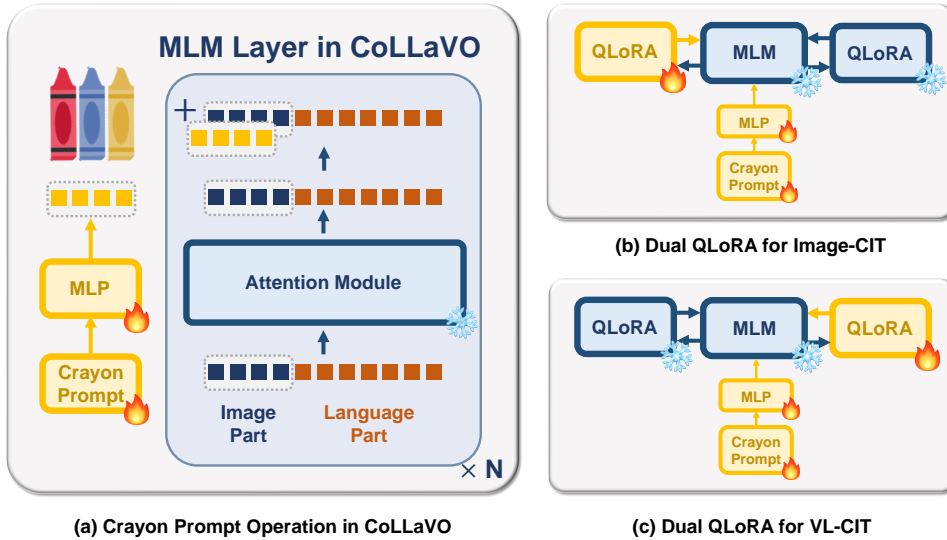 MLM Layer in CoLLaVO
+
MLP
Crayon
Prompt
Attention Module
Image
Part
Language
Part
× N
(a) Crayon Prompt Operation in CoLLaVO
QLoRA
MLM
QLoRA
MLP
Crayon
Prompt
(b) Dual QLoRA for Image-CIT
QLoRA
MLM
QLoRA
MLP
Crayon
Prompt
(c) Dual QLoRA for VL-CIT